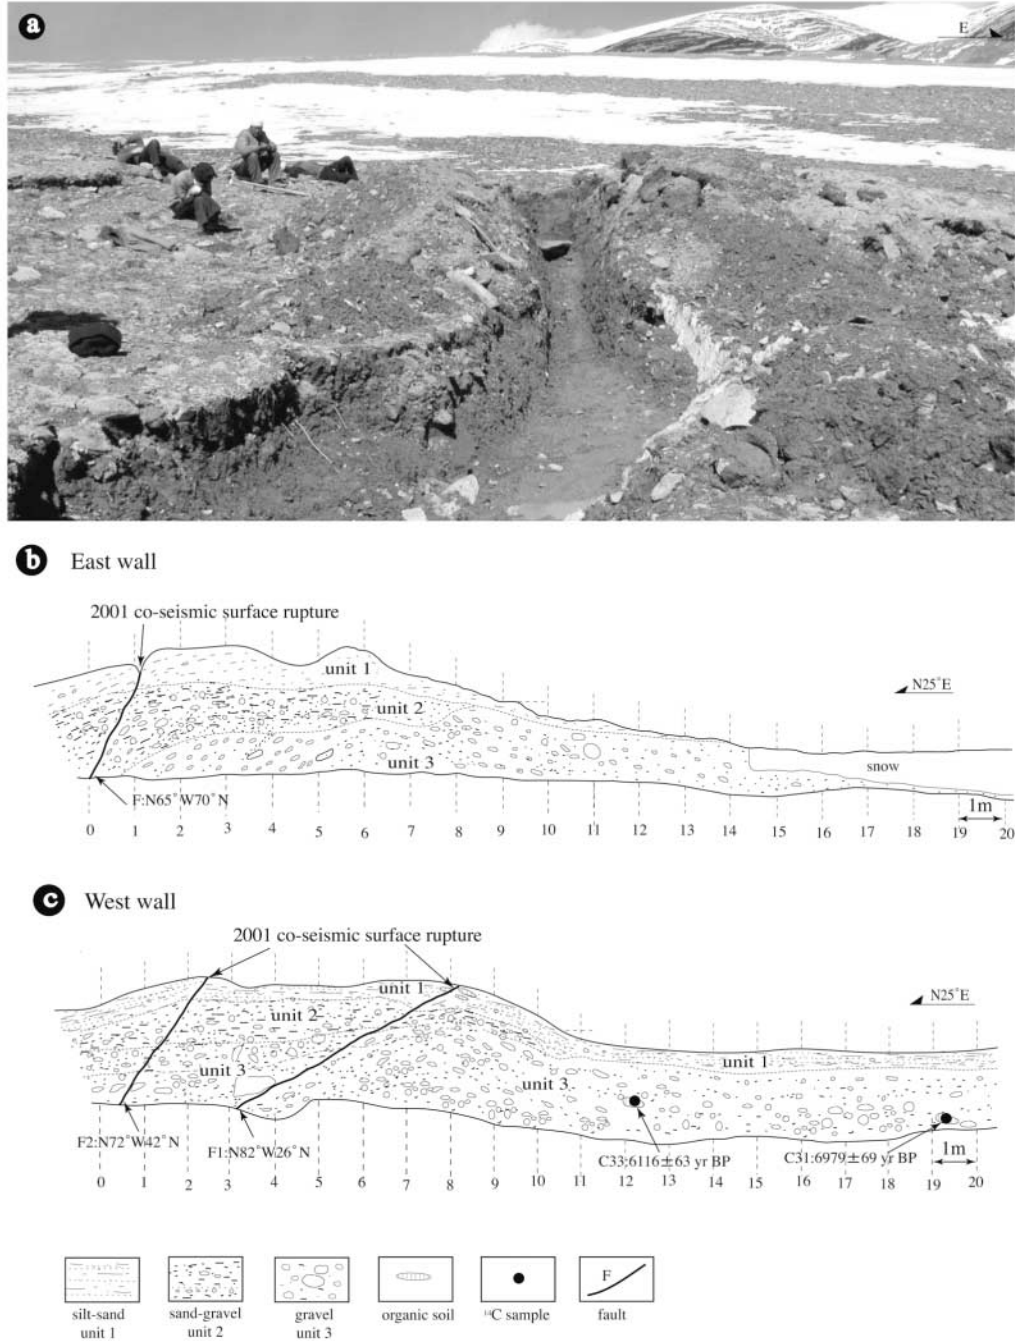 a
E
b East wall
2001 co-seismic surface rupture
unit 1
N25°E
unit 2
unit 3
snow
F:N65°W70°N
1m
0 1 2 3 4 5 6 7 8 9 10 11 12 13 14 15 16 17 18 19 20
c West wall
2001 co-seismic surface rupture
unit 1
N25°E
unit 2
unit 1
unit 3
unit 3
F2:N72°W42°N
F1:N82°W26°N
C33:6116±63 yr BP
C31:6979±69 yr BP
1m
0 1 2 3 4 5 6 7 8 9 10 11 12 13 14 15 16 17 18 19 20
F
silt-sand
unit 1
sand-gravel
unit 2
gravel
unit 3
organic soil
¹⁴C sample
fault